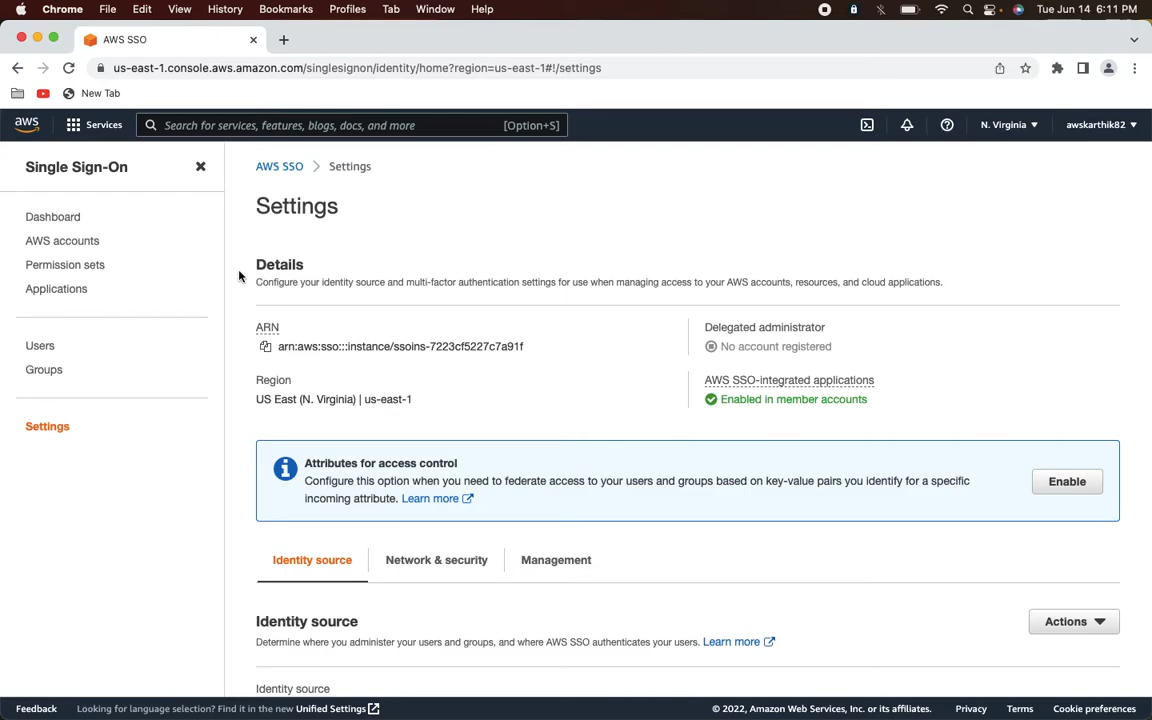 Chrome File Edit View History Bookmarks Profiles Tab Window Help Tue Jun 14 6:11 PM
AWS SSO
us-east-1.console.aws.amazon.com/singlesignon/identity/home?region=us-east-1#!/settings
New Tab
aws Services Search for services, features, blogs, docs, and more [Option+S] N. Virginia awskarthik82
Single Sign-On
Dashboard
AWS accounts
Permission sets
Applications
Users
Groups
Settings
AWS SSO Settings
Settings
Details
Configure your identity source and multi-factor authentication settings for use when managing access to your AWS accounts, resources, and cloud applications.
ARN
arn:aws:sso:::instance/ssoins-7223cf5227c7a91f
Delegated administrator
No account registered
Region
US East (N. Virginia) | us-east-1
AWS SSO-integrated applications
Enabled in member accounts
Attributes for access control
Configure this option when you need to federate access to your users and groups based on key-value pairs you identify for a specific
incoming attribute. Learn more
Enable
Identity source Network & security Management
Identity source
Determine where you administer your users and groups, and where AWS SSO authenticates your users. Learn more
Actions
Identity source
Feedback Looking for language selection? Find it in the new Unified Settings © 2022, Amazon Web Services, Inc. or its affiliates. Privacy Terms Cookie preferences